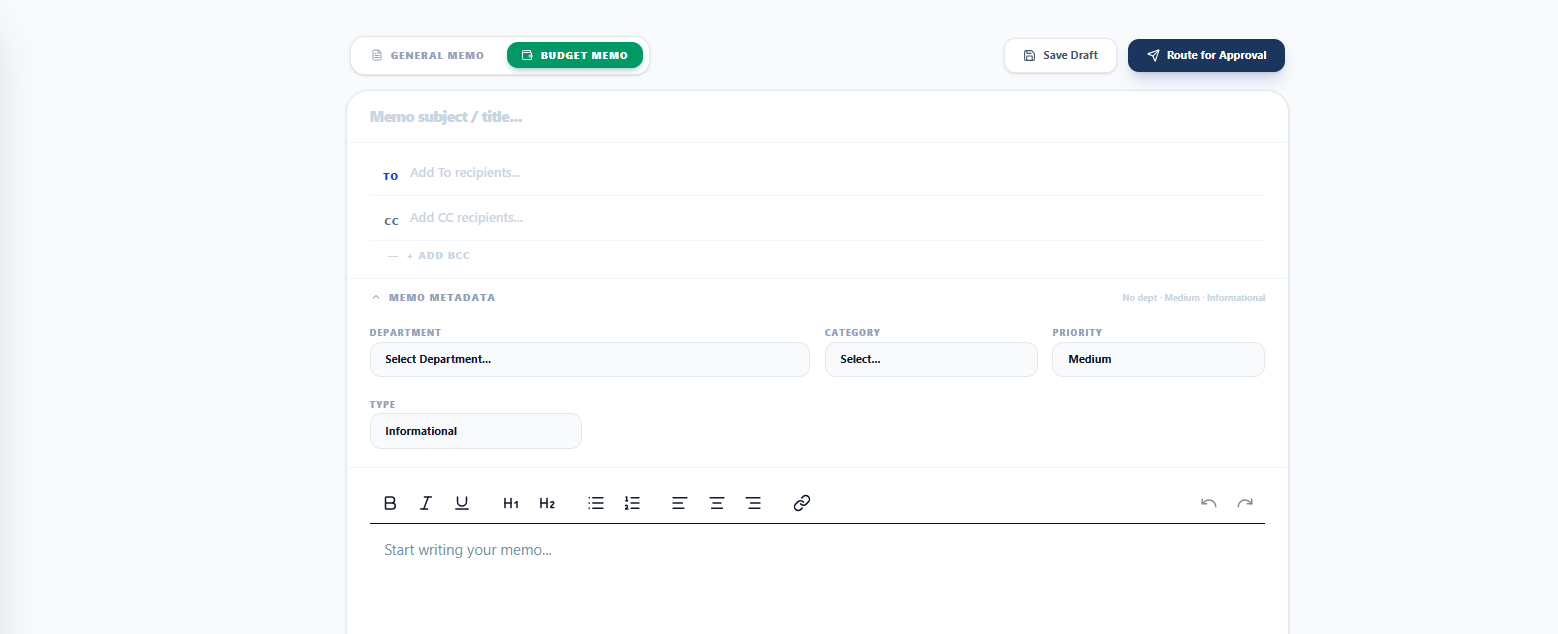 GENERAL MEMO BUDGET MEMO Save Draft Route for Approval
Memo subject / title...
TO Add To recipients...
CC Add CC recipients...
— + ADD BCC
MEMO METADATA No dept · Medium · Informational
DEPARTMENT CATEGORY PRIORITY
Select Department... Select... Medium
TYPE
Informational
B I U H1 H2
Start writing your memo...